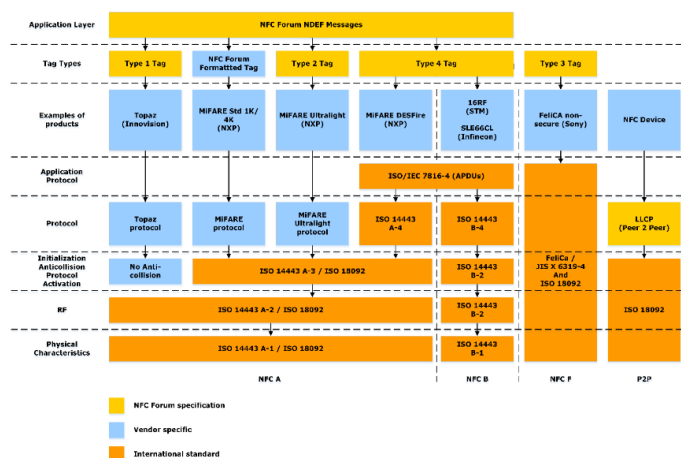 Application Layer
NFC Forum NDEF Messages
Tag Types
Type 1 Tag
NFC Forum
Formattted Tag
Type 2 Tag
Type 4 Tag
Type 3 Tag
Examples of
products
Topaz
(Innovision)
MiFARE Std 1K/
4K
(NXP)
MiFARE Ultralight
(NXP)
MiFARE DESFire
(NXP)
16RF
(STM)
SLE66CL
(Infineon)
FeliCA non-
secure (Sony)
NFC Device
Application
Protocol
ISO/IEC 7816-4 (APDUs)
Protocol
Topaz
protocol
MiFARE
protocol
MiFARE
Ultralight
protocol
ISO 14443
A-4
ISO 14443
B-4
LLCP
(Peer 2 Peer)
Initialization
Anticollision
Protocol
Activation
No Anti-
collision
ISO 14443 A-3 / ISO 18092
ISO 14443
B-2
FeliCa /
JIS X 6319-4
And
ISO 18092
RF
ISO 14443 A-2 / ISO 18092
ISO 14443
B-2
ISO 18092
Physical
Characteristics
ISO 14443 A-1 / ISO 18092
ISO 14443
B-1
NFC A
NFC B
NFC F
P2P
NFC Forum specification
Vendor specific
International standard